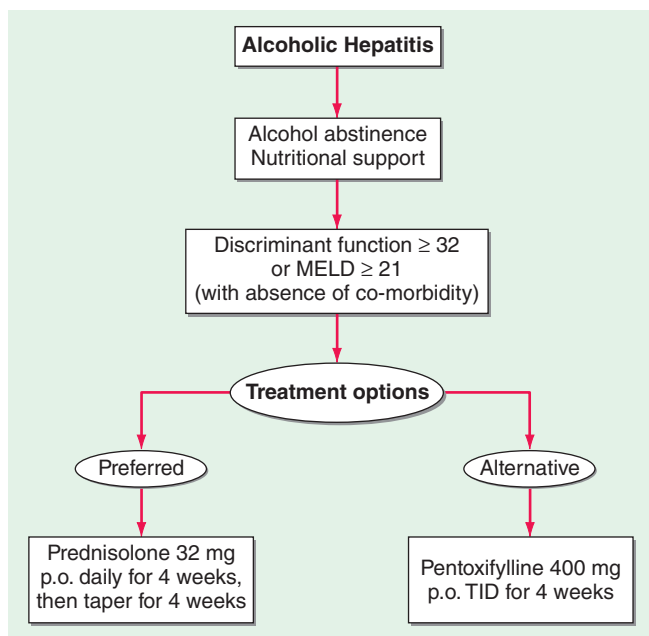 Alcoholic Hepatitis
Alcohol abstinence
Nutritional support
Discriminant function ≥ 32
or MELD ≥ 21
(with absence of co-morbidity)
Treatment options
Preferred
Alternative
Prednisolone 32 mg
p.o. daily for 4 weeks,
then taper for 4 weeks
Pentoxifylline 400 mg
p.o. TID for 4 weeks